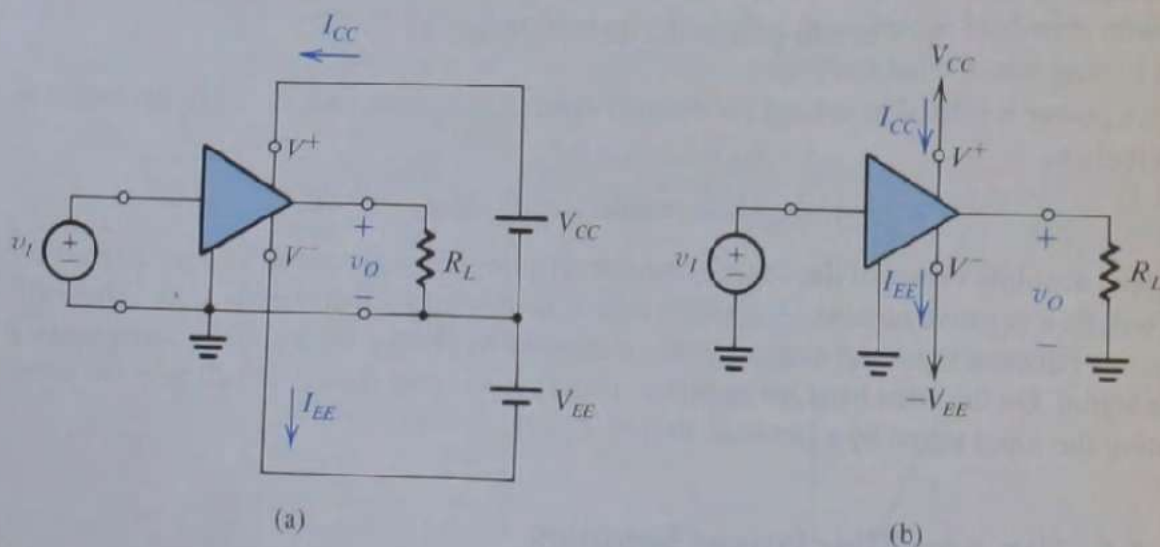 I_CC
V^+
v_I
V^−
+
v_O
−
R_L
V_CC
V_EE
I_EE
(a)
V_CC
I_CC
V^+
v_I
V^−
I_EE
+
v_O
−
R_L
−V_EE
(b)